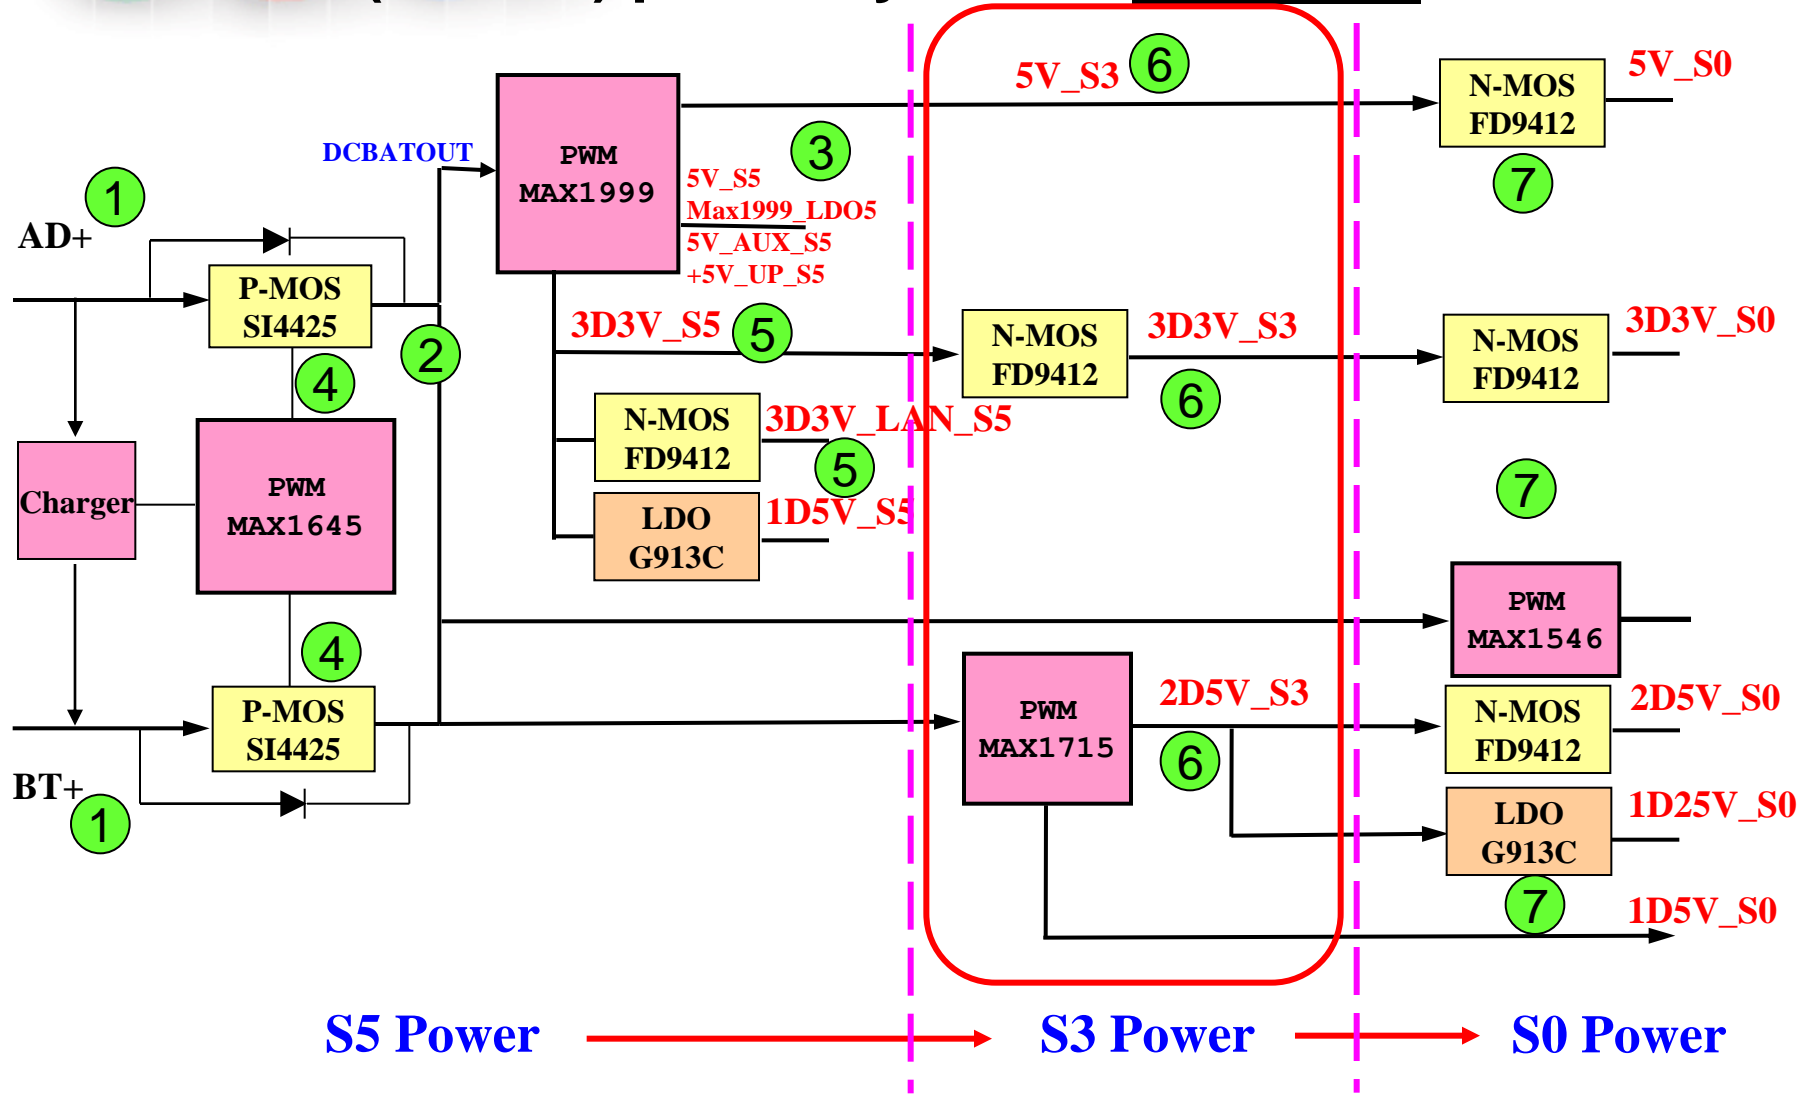 5V_S3
6
5V_S0
N-MOS
FD9412
7
PWM
MAX1999
DCBATOUT
3
5V_S5
Max1999_LDO5
5V_AUX_S5
+5V_UP_S5
1
AD+
P-MOS
SI4425
2
4
3D3V_S5
5
N-MOS
FD9412
3D3V_S3
6
N-MOS
FD9412
3D3V_S0
N-MOS
FD9412
3D3V_LAN_S5
5
LDO
G913C
1D5V_S5
Charger
PWM
MAX1645
7
4
PWM
MAX1546
P-MOS
SI4425
BT+
1
PWM
MAX1715
2D5V_S3
6
N-MOS
FD9412
2D5V_S0
LDO
G913C
1D25V_S0
7
1D5V_S0
S5 Power
S3 Power
S0 Power